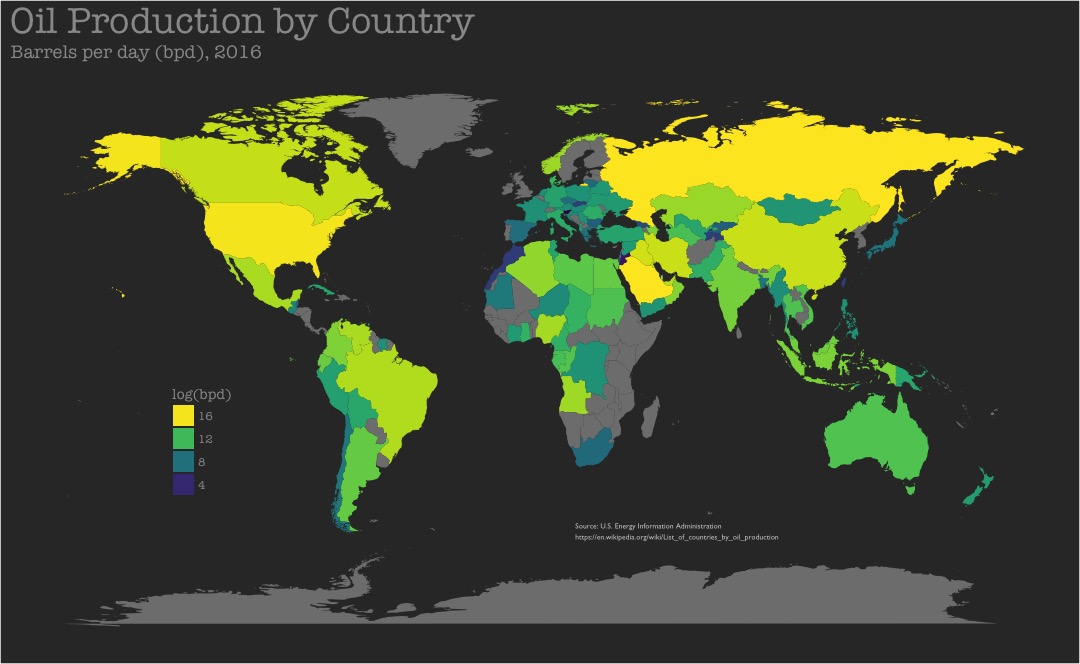 Oil Production by Country
Barrels per day (bpd), 2016
log(bpd)
16
12
8
4
Source: U.S. Energy Information Administration
https://en.wikipedia.org/wiki/List_of_countries_by_oil_production